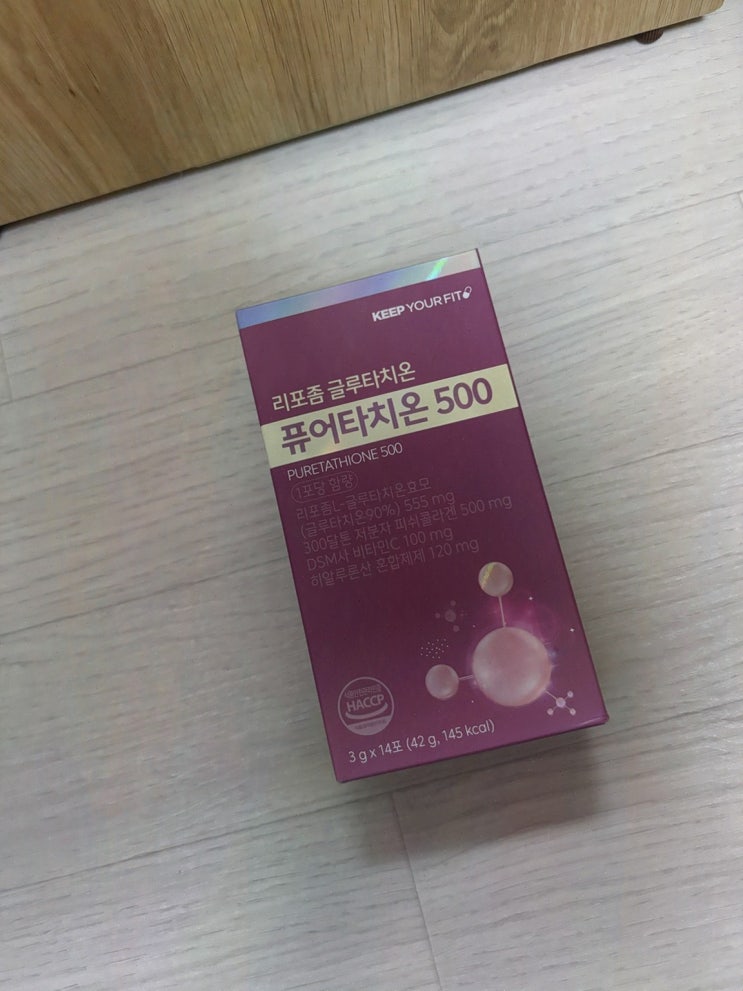 KEEP YOUR FIT
리포좀 글루타치온
퓨어타치온 500
PURETATHIONE 500
1포당 함량
리포좀L-글루타치온효모
(글루타치온90%) 555 mg
300달톤 저분자 피쉬콜라겐 500 mg
DSM사 비타민C 100 mg
히알루론산 혼합제제 120 mg
HACCP
3 g x 14포 (42 g, 145 kcal)